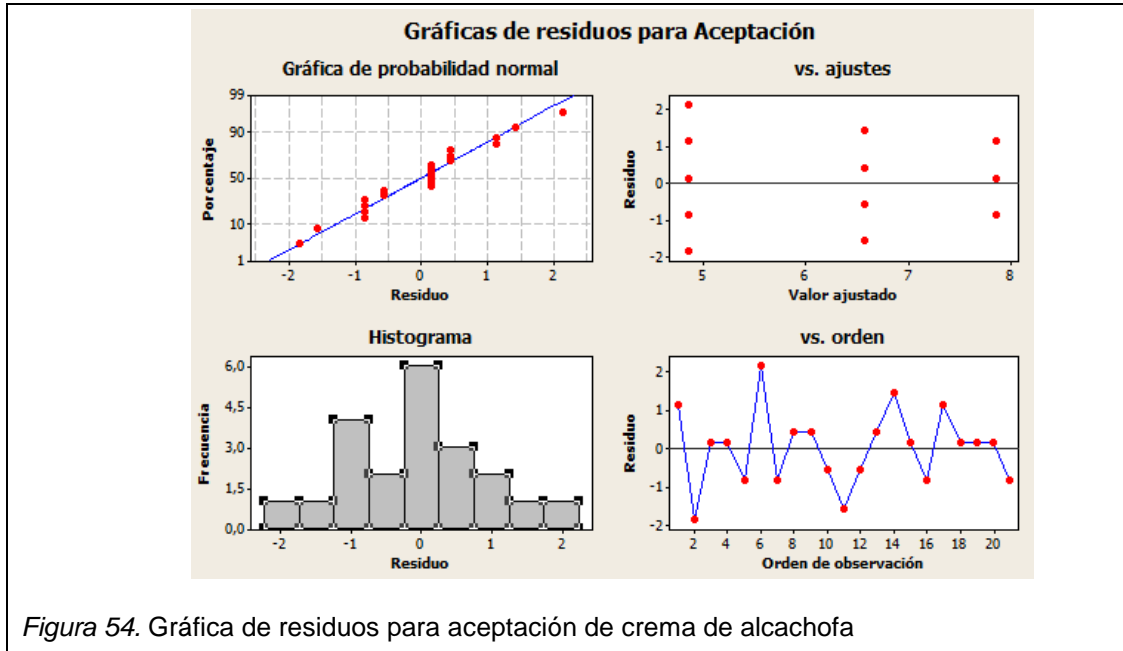 Gráficas de residuos para Aceptación
Gráfica de probabilidad normal
vs. ajustes
99
90
50
10
1
Porcentaje
-2 -1 0 1 2
Residuo
2
1
0
-1
-2
Residuo
5 6 7 8
Valor ajustado
Histograma
vs. orden
6,0
4,5
3,0
1,5
0,0
Frecuencia
-2 -1 0 1 2
Residuo
2
1
0
-1
-2
Residuo
2 4 6 8 10 12 14 16 18 20
Orden de observación
Figura 54. Gráfica de residuos para aceptación de crema de alcachofa